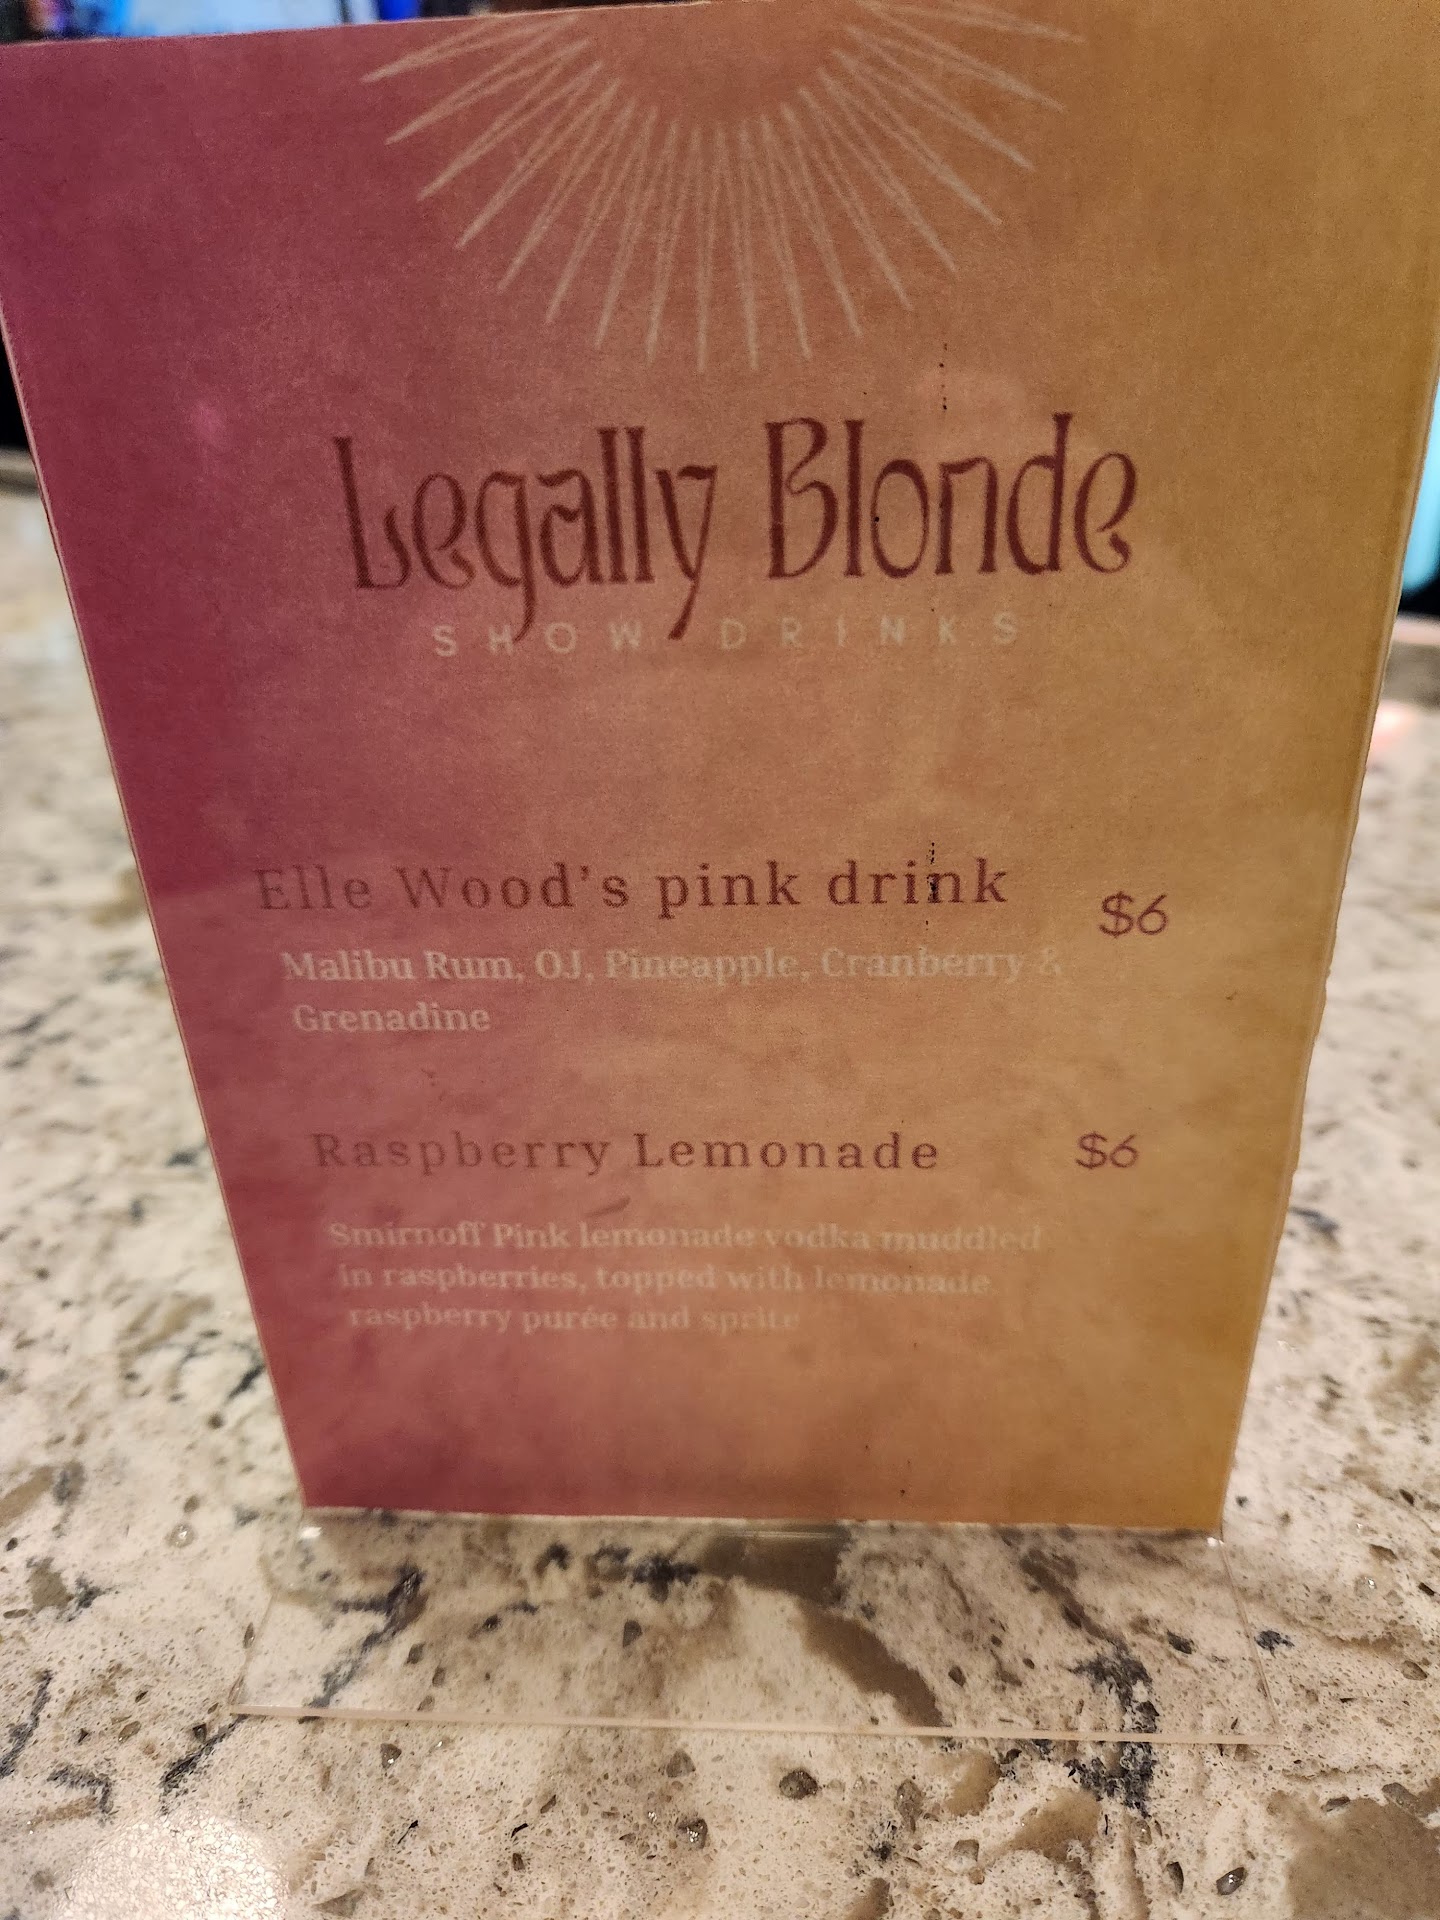 Legally Blonde
SHOW DRINKS
Elle Wood's pink drink $6
Malibu Rum, OJ, Pineapple, Cranberry &
Grenadine
Raspberry Lemonade $6
Smirnoff Pink lemonade vodka muddled
in raspberries, topped with lemonade
raspberry purée and sprite